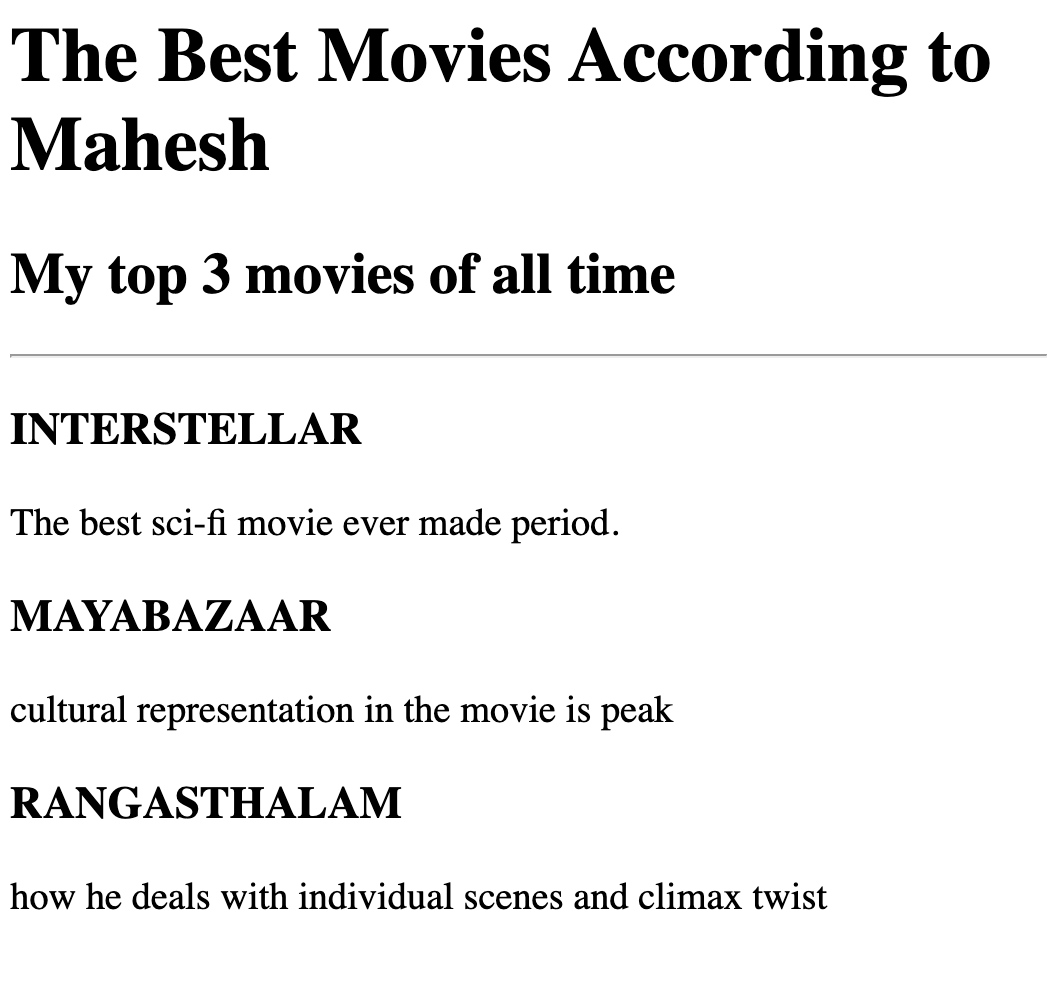 The Best Movies According to
Mahesh
My top 3 movies of all time
INTERSTELLAR
The best sci-fi movie ever made period.
MAYABAZAAR
cultural representation in the movie is peak
RANGASTHALAM
how he deals with individual scenes and climax twist